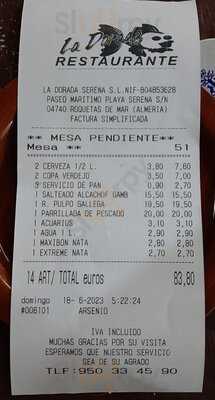 La Dorada
RESTAURANTE
LA DORADA SERENA S.L.NIF-B04853628
PASEO MARITIMO PLAYA SERENA S/N
04740 ROQUETAS DE MAR (ALMERIA)
FACTURA SIMPLIFICADA
** MESA PENDIENTE**
Mesa ** 51
2 CERVEZA 1/2 L. 3,80 7,60
2 COPA VERDEJO 3,50 7,00
3 SERVICIO DE PAN 0,90 2,70
1 SALTEADO ALCACHOF GAMB 15,50 15,50
1 R. PULPO GALLEGA 19,50 19,50
1 PARRILLADA DE PESCADO 20,00 20,00
1 ACUARIUS 3,10 3,10
1 AGUA 1 L 2,90 2,90
1 MAXIBON NATA 2,80 2,80
1 EXTREME NATA 2,70 2,70
14 ART/ TOTAL euros 83,80
domingo 18- 6-2023 5:22:24
#006101 ARSENIO
IVA INCLUIDO
MUCHAS GRACIAS POR SU VISITA
ESPEREMOS QUE NUESTRO SERVICIO
SEA DE SU AGRADO
TLF:950 33 45 90